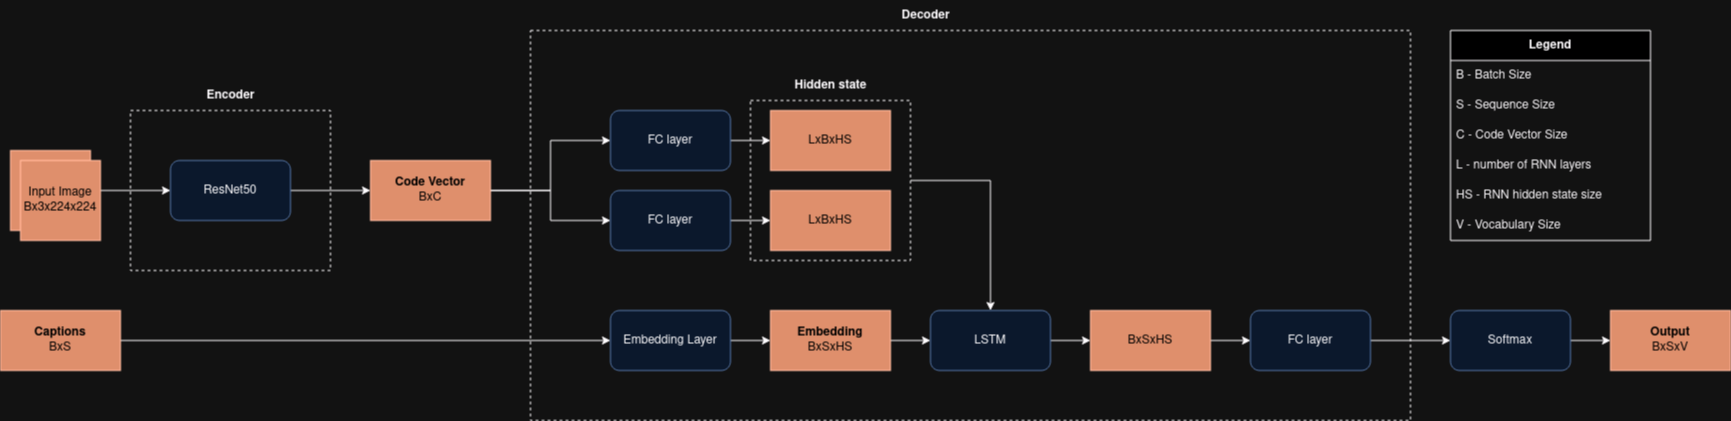 Decoder
Legend
B - Batch Size
S - Sequence Size
C - Code Vector Size
L - number of RNN layers
HS - RNN hidden state size
V - Vocabulary Size
Encoder
Hidden state
Input Image
Bx3x224x224
ResNet50
Code Vector
BxC
FC layer
LxBxHS
FC layer
LxBxHS
Captions
BxS
Embedding Layer
Embedding
BxSxHS
LSTM
BxSxHS
FC layer
Softmax
Output
BxSxV